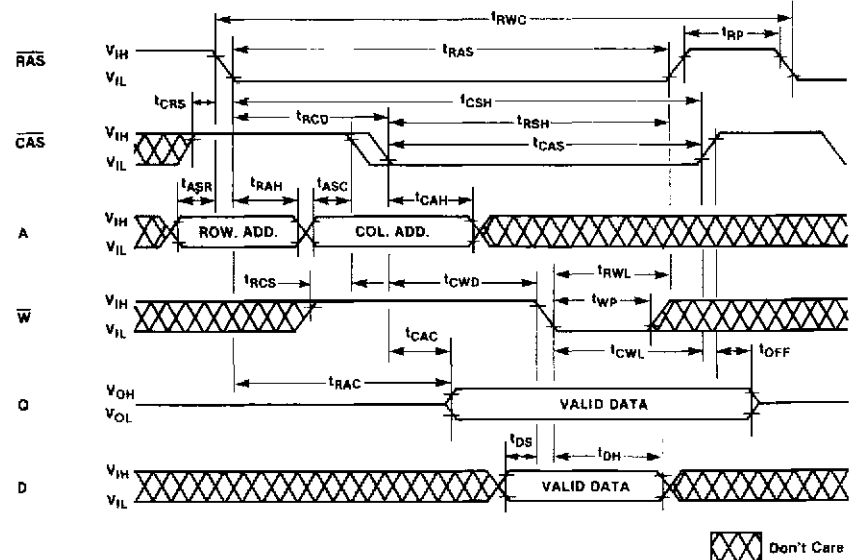 tRWC
tRAS
tRP
RAS
VIH
VIL
tCRS
tCSH
tRCD
tRSH
CAS
VIH
VIL
tCAS
tASR
tRAH
tASC
tCAH
A
VIH
VIL
ROW. ADD.
COL. ADD.
tRCS
tCWD
tRWL
W
VIH
VIL
tWP
tCAC
tCWL
tOFF
tRAC
Q
VOH
VOL
VALID DATA
tDS
tDH
D
VIH
VIL
VALID DATA
Don't Care